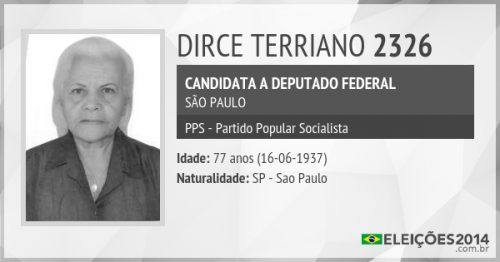 DIRCE TERRIANO 2326
CANDIDATA A DEPUTADO FEDERAL
SÃO PAULO
PPS - Partido Popular Socialista
Idade: 77 anos (16-06-1937)
Naturalidade: SP - Sao Paulo
ELEIÇÕES2014
.com.br